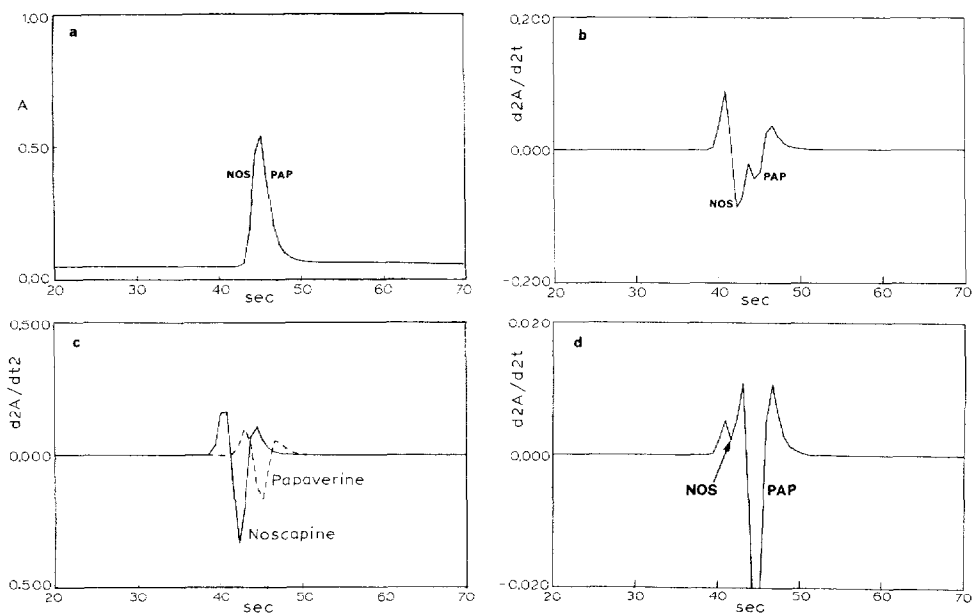 a
1.00
A
0.50
NOS PAP
0.00
20 30 40 50 60 70
sec
b
0.200
d2A/d2t
0.000
NOS
PAP
-0.200
20 30 40 50 60 70
sec
c
0.500
d2A/dt2
0.000
Papaverine
Noscapine
0.500
20 30 40 50 60 70
sec
d
0.020
d2A/d2t
0.000
NOS PAP
-0.020
20 30 40 50 60 70
sec